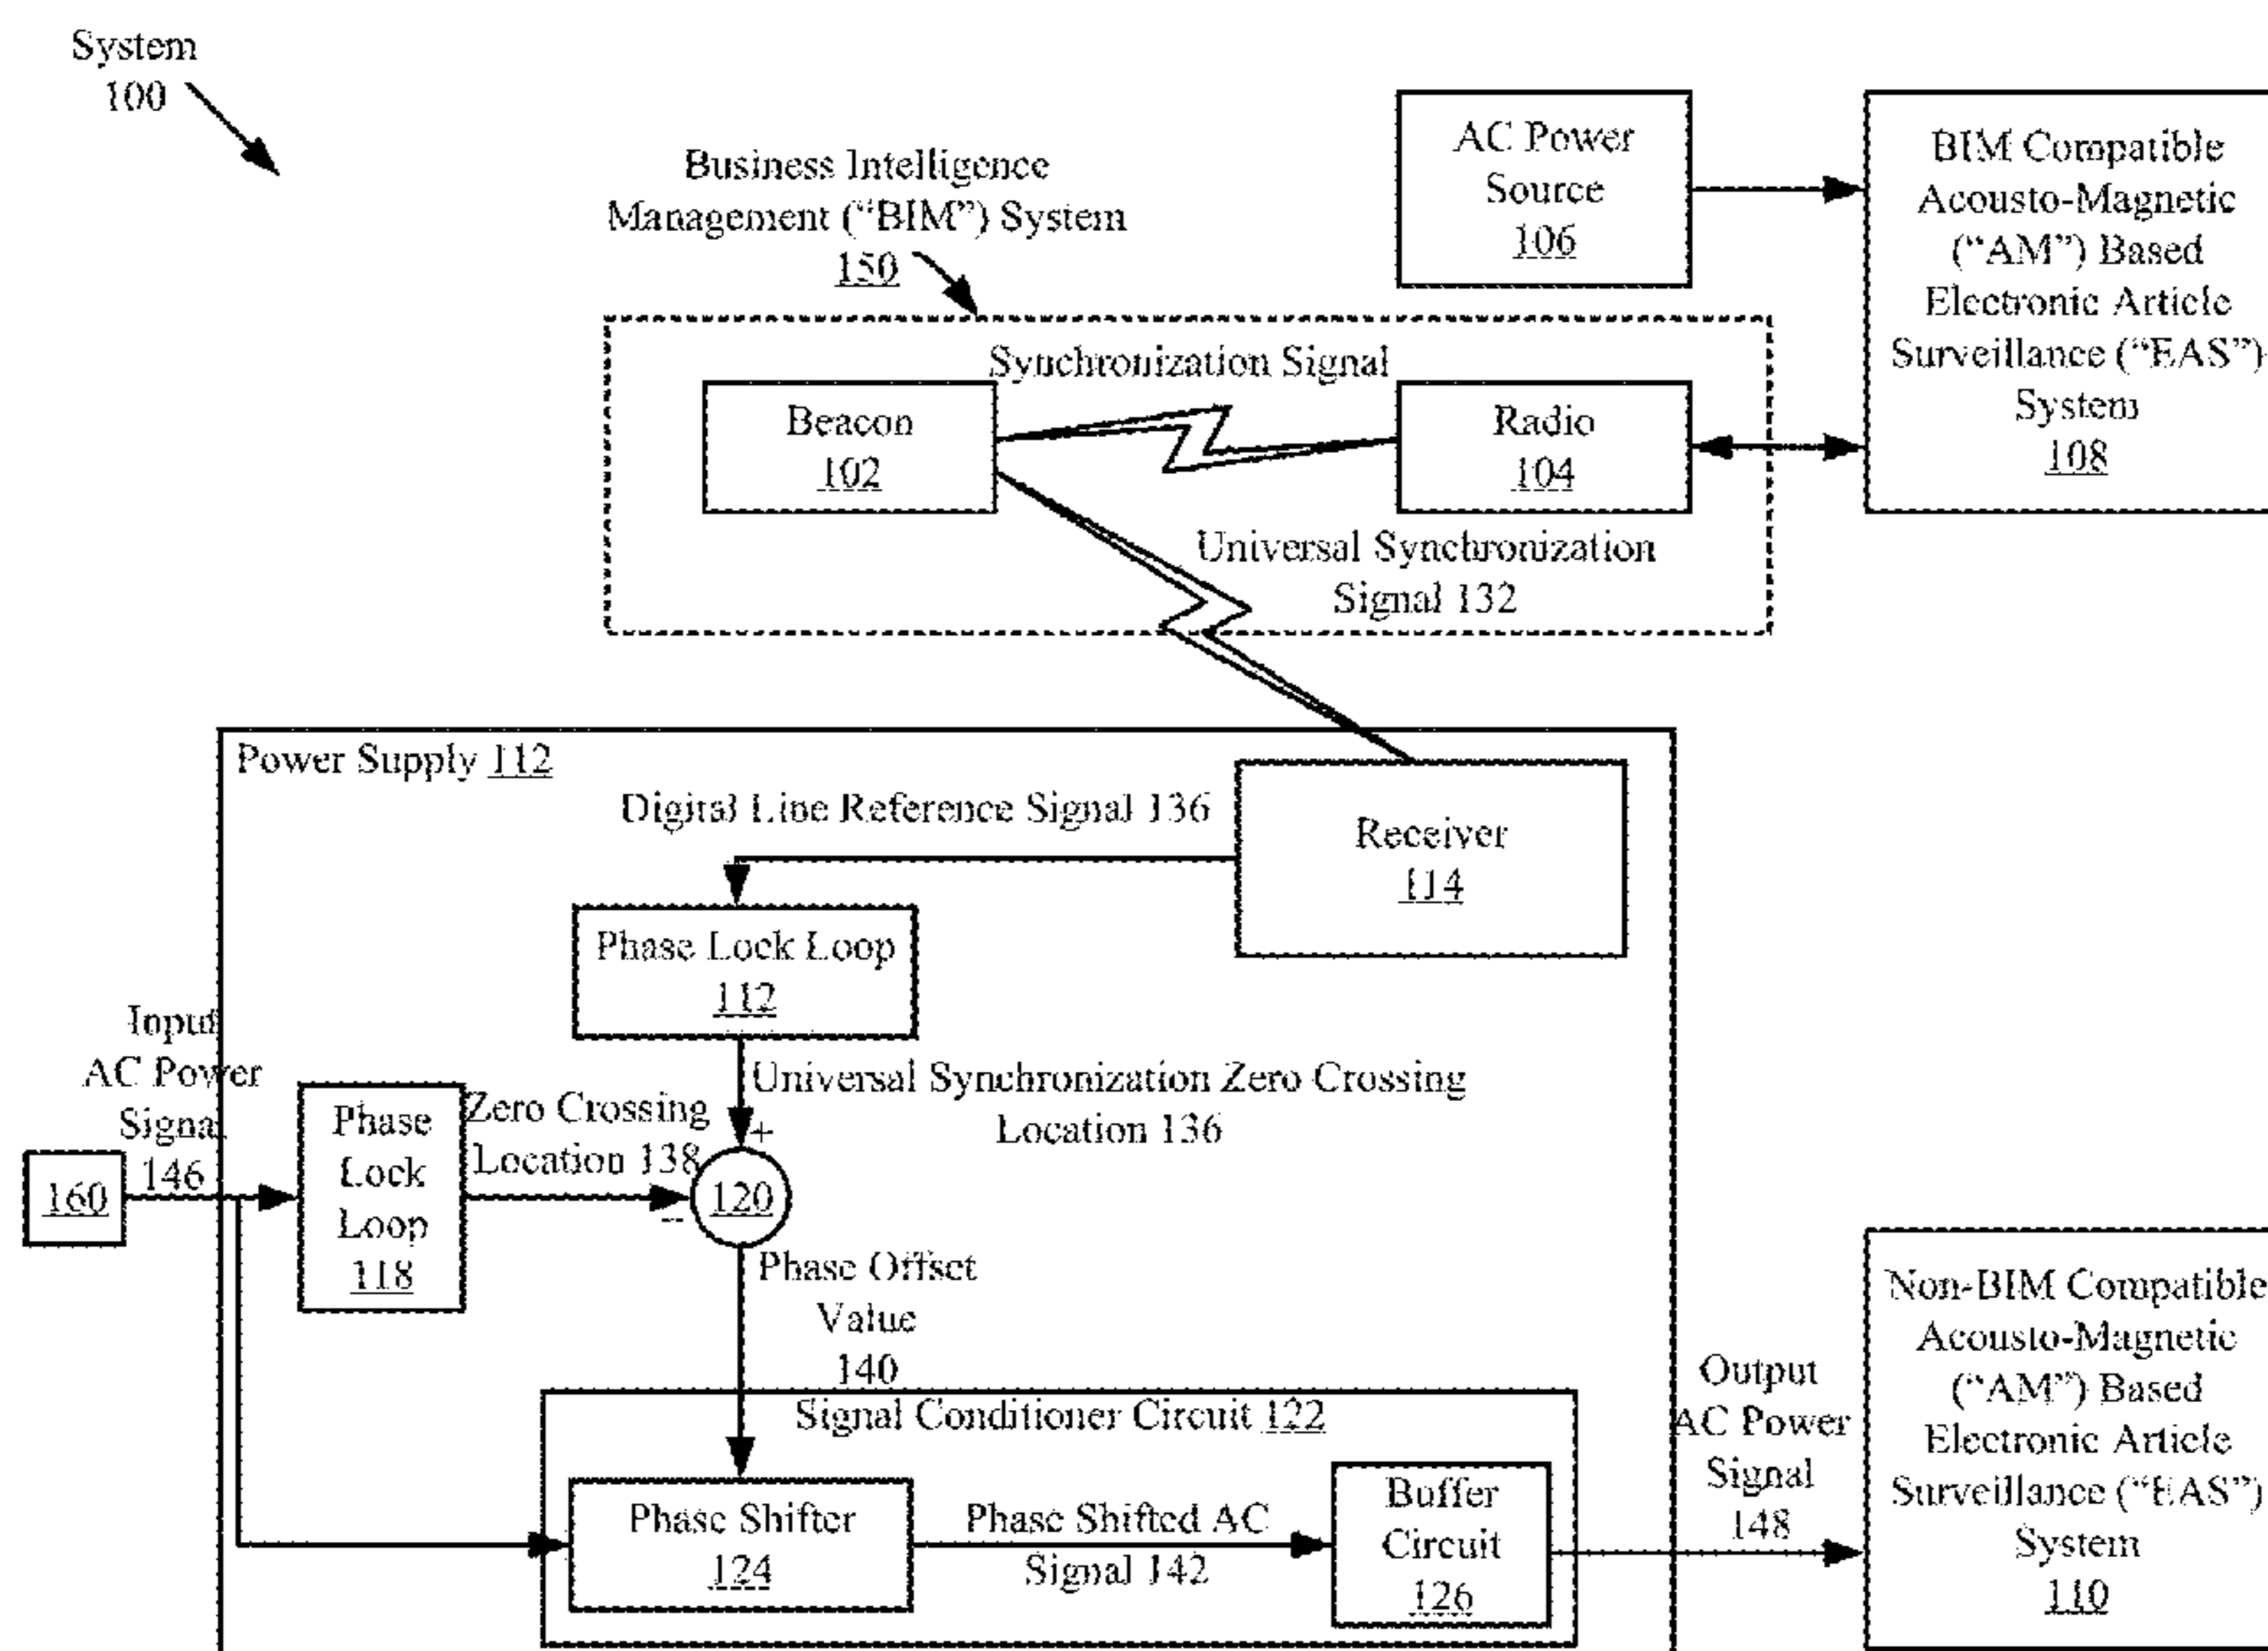 System
100
Business Intelligence
Management (“BIM”) System
150
AC Power
Source
106
BIM Compatible
Acousto-Magnetic
(“AM”) Based
Electronic Article
Surveillance (“EAS”)
System
108
Synchronization Signal
Beacon
102
Radio
104
Universal Synchronization
Signal 132
Power Supply 112
Digital Line Reference Signal 136
Receiver
114
Phase Lock Loop
112
Input
AC Power
Signal
146
160
Phase
Lock
Loop
118
Zero Crossing
Location 138
Universal Synchronization Zero Crossing
Location 136
+
-
120
Phase Offset
Value
140
Signal Conditioner Circuit 122
Phase Shifter
124
Phase Shifted AC
Signal 142
Buffer
Circuit
126
Output
AC Power
Signal
148
Non-BIM Compatible
Acousto-Magnetic
(“AM”) Based
Electronic Article
Surveillance (“EAS”)
System
110